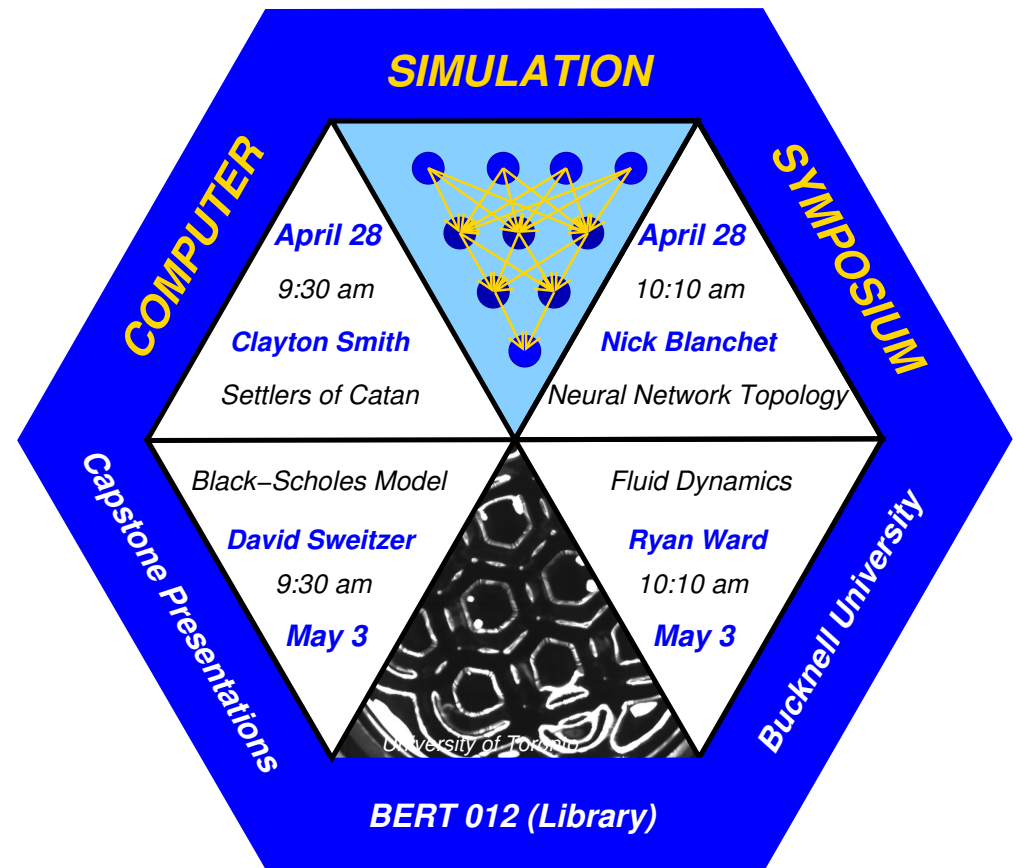 SIMULATION
COMPUTER
SYMPOSIUM
April 28
9:30 am
Clayton Smith
Settlers of Catan
April 28
10:10 am
Nick Blanchet
Neural Network Topology
Black−Scholes Model
David Sweitzer
9:30 am
May 3
Fluid Dynamics
Ryan Ward
10:10 am
May 3
University of Toronto
Capstone Presentations
Bucknell University
BERT 012 (Library)